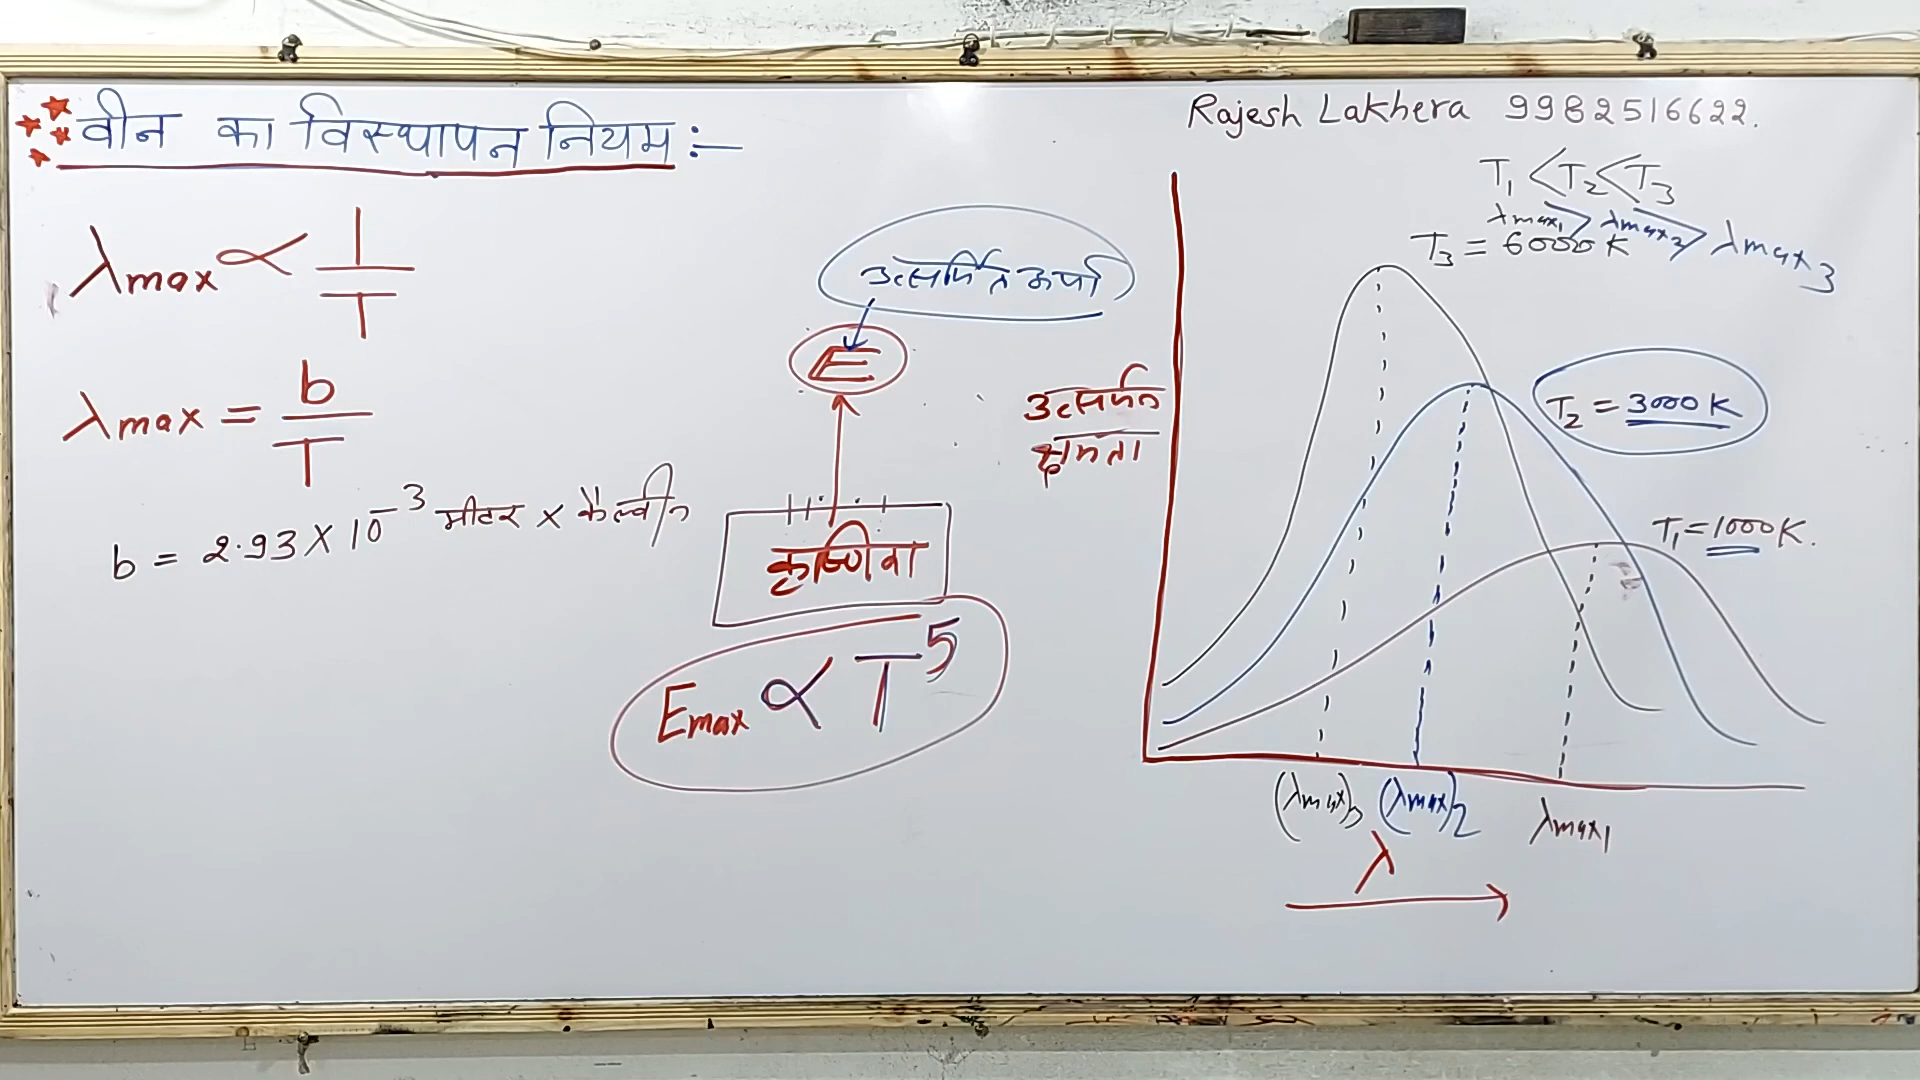 वीन का विस्थापन नियम :—
λmax ∝ 1/T
λmax = b/T
b = 2.93 × 10⁻³ मीटर × कैल्वीन
उत्सर्जित ऊर्जा
E
कृष्णिका
Emax ∝ T⁵
Rajesh Lakhera 9982516622.
T₁ < T₂ < T₃
λmax₁ > λmax₂ > λmax₃
T₃ = 6000 K
T₂ = 3000 K
T₁ = 1000 K.
उत्सर्जन
क्षमता
(λmax)₃ (λmax)₂ λmax₁
λ